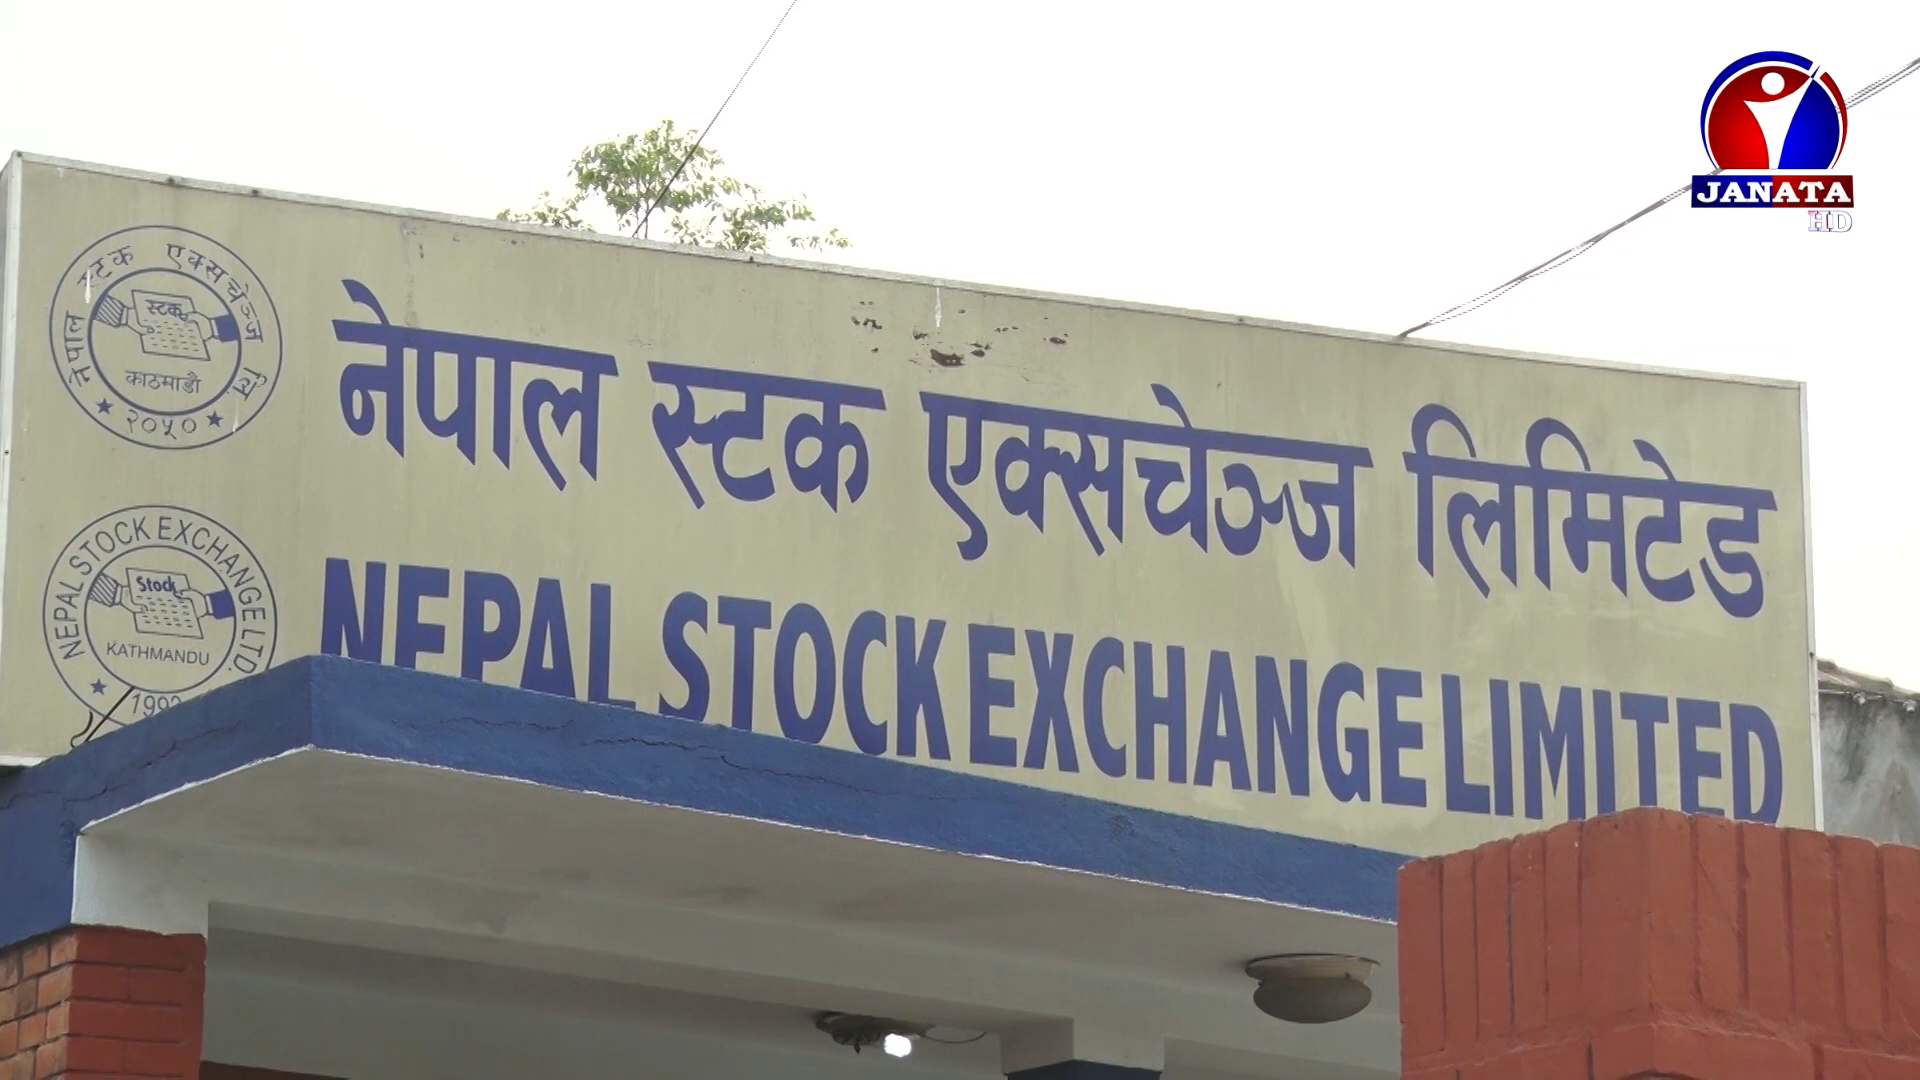 JANATA
HD
नेपाल स्टक एक्सचेञ्ज लि.
स्टक
काठमाडौं
२०५०
नेपाल स्टक एक्सचेञ्ज लिमिटेड
NEPAL STOCK EXCHANGE LTD.
Stock
KATHMANDU
NEPAL STOCK EXCHANGE LIMITED